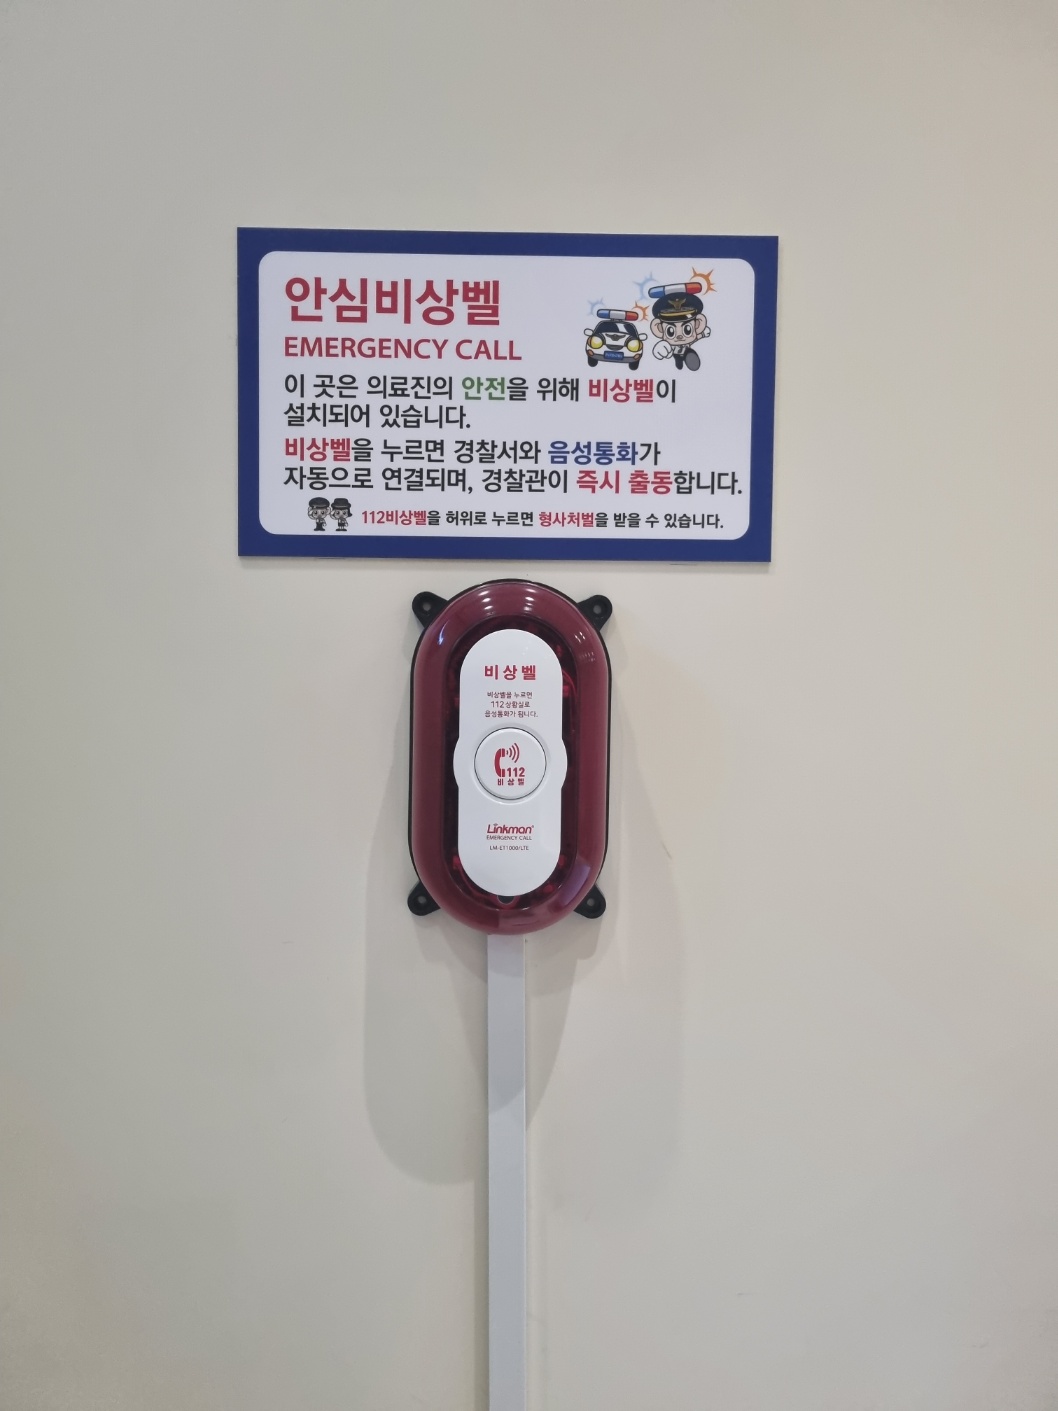 안심비상벨
EMERGENCY CALL
이 곳은 의료진의 안전을 위해 비상벨이
설치되어 있습니다.
비상벨을 누르면 경찰서와 음성통화가
자동으로 연결되며, 경찰관이 즉시 출동합니다.
112비상벨을 허위로 누르면 형사처벌을 받을 수 있습니다.
비상벨
비상벨을 누르면
112상황실로
음성통화가 됩니다.
112
비상벨
Linkman
EMERGENCY CALL